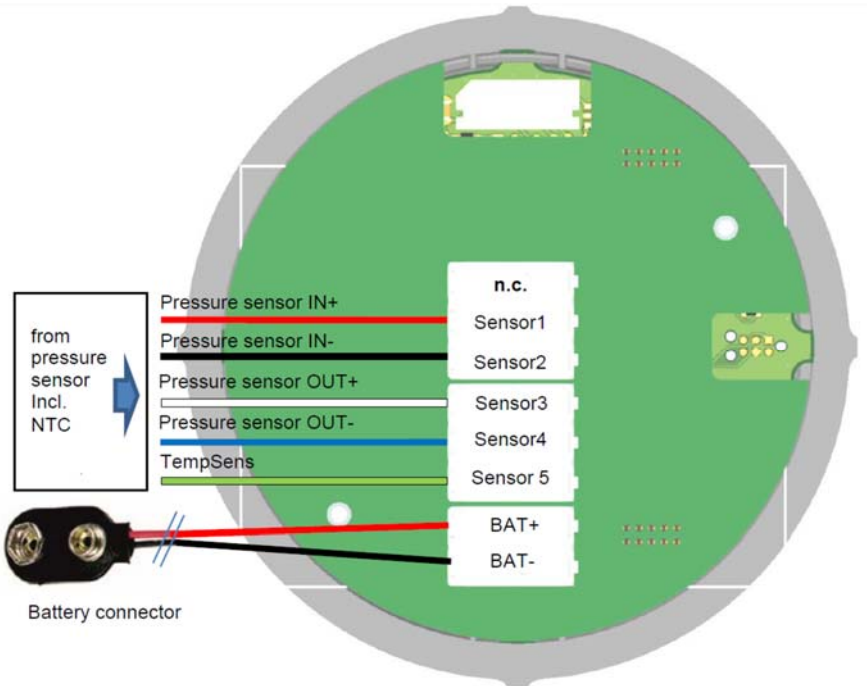 n.c.
Pressure sensor IN+
Sensor1
Pressure sensor IN-
Sensor2
from
pressure
sensor
Incl.
NTC
Pressure sensor OUT+
Sensor3
Pressure sensor OUT-
Sensor4
TempSens
Sensor 5
BAT+
BAT-
Battery connector